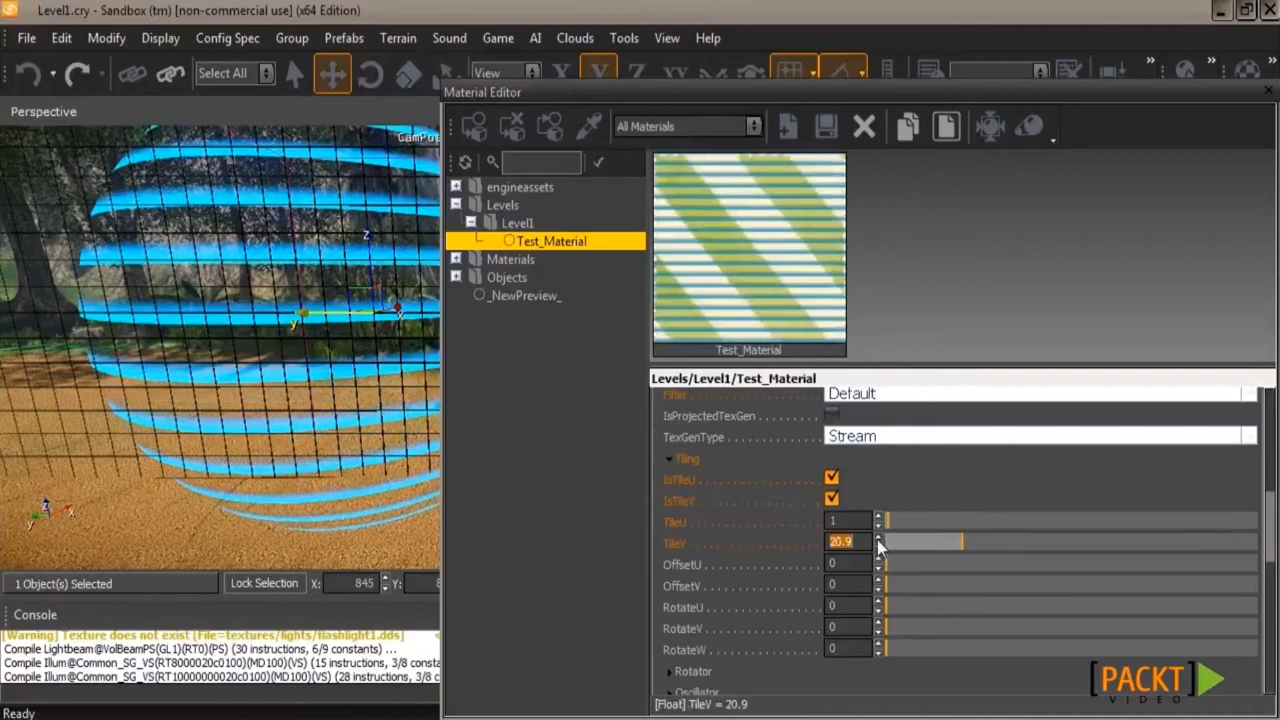 Level1.cry - Sandbox (tm) [non-commercial use] (x64 Edition)
File Edit Modify Display Config Spec Group Prefabs Terrain Sound Game AI Clouds Tools View Help
Select All
View
Perspective
Material Editor
All Materials
engineassets
Levels
Level1
Test_Material
Materials
Objects
_NewPreview_
Test_Material
z
y
x
z
y
x
Levels/Level1/Test_Material
Filter Default
IsProjectedTexGen
TexGenType Stream
Tiling
IsTileU
IsTileV
TileU 1
TileV 20.9
OffsetU 0
OffsetV 0
RotateU 0
RotateV 0
RotateW 0
Rotator
Oscillator
[Float] TileV = 20.9
1 Object(s) Selected Lock Selection X: 845 Y:
Console
[Warning] Texture does not exist [File=textures/lights/flashlight1.dds]
Compile Lightbeam@VolBeamPS(GL1)(RT0)(PS) (30 instructions, 6/9 constants) ...
Compile Illum@Common_SG_VS(RT8000020c0100)(MD100)(VS) (15 instructions, 3/8
Compile Illum@Common_SG_VS(RT10000000020c0100)(MD100)(VS) (28 instructions, 3/8
Ready
[PACKT]
VIDEO